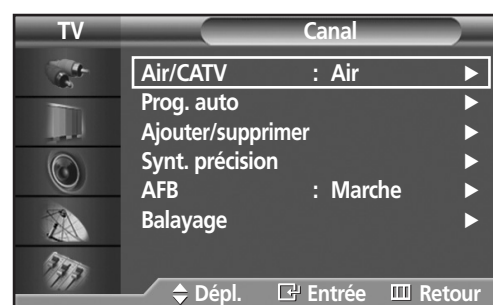 TV Canal
Air/CATV : Air
Prog. auto
Ajouter/supprimer
Synt. précision
AFB : Marche
Balayage
Dépl. Entrée Retour